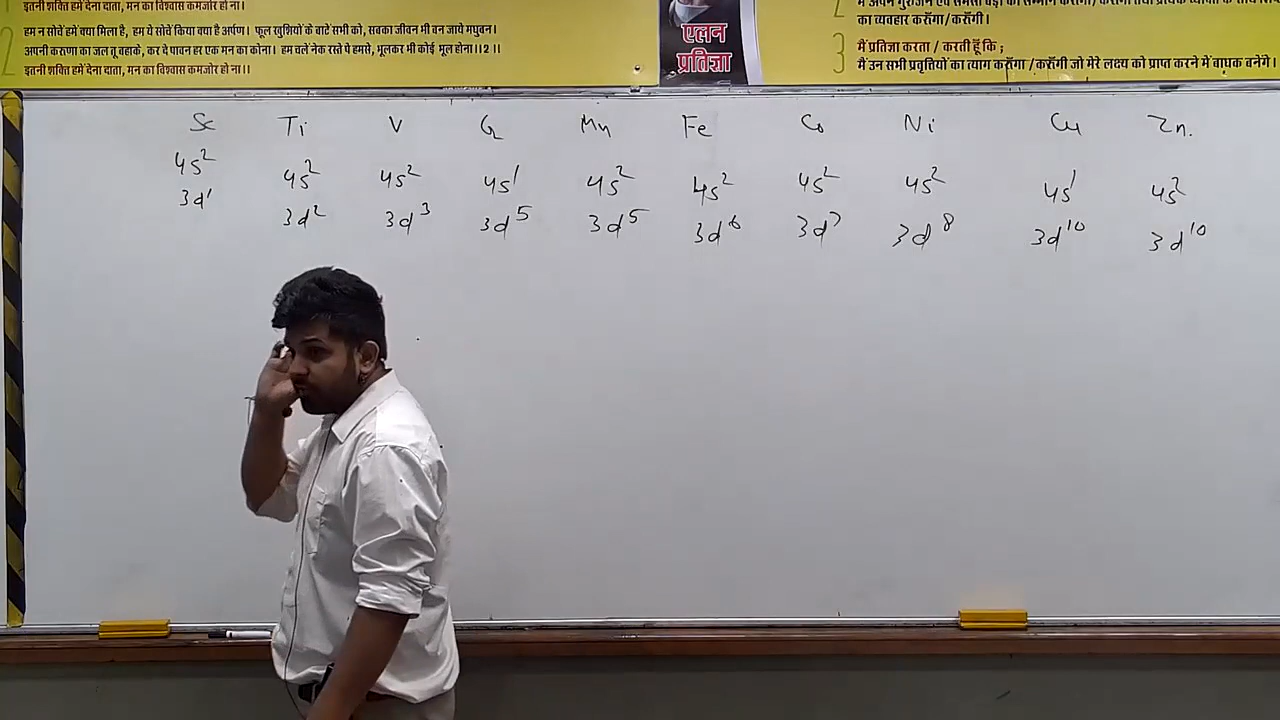 इतनी शक्ति हमें देना दाता, मन का विश्वास कमजोर हो ना।
2 हम न सोचें हमें क्या मिला है, हम ये सोचें किया क्या है अर्पण। फूल खुशियों के बाटें सभी को, सबका जीवन भी बन जाये मधुबन।
अपनी करुणा का जल तू बहाके, कर दे पावन हर एक मन का कोना। हम चलें नेक रस्ते पे हमसे, भूलकर भी कोई भूल होना।।2।।
इतनी शक्ति हमें देना दाता, मन का विश्वास कमजोर हो ना।।
एलन
प्रतिज्ञा
2
का व्यवहार करूँगा/करूँगी।
3 मैं प्रतिज्ञा करता / करती हूँ कि ;
मैं उन सभी प्रवृत्तियों का त्याग करूँगा /करूँगी जो मेरे लक्ष्य को प्राप्त करने में बाधक बनेंगे।
Sc Ti V Cr Mn Fe Co Ni Cu Zn.
4s² 4s² 4s² 4s¹ 4s² 4s² 4s² 4s² 4s¹ 4s²
3d¹ 3d² 3d³ 3d⁵ 3d⁵ 3d⁶ 3d⁷ 3d⁸ 3d¹⁰ 3d¹⁰